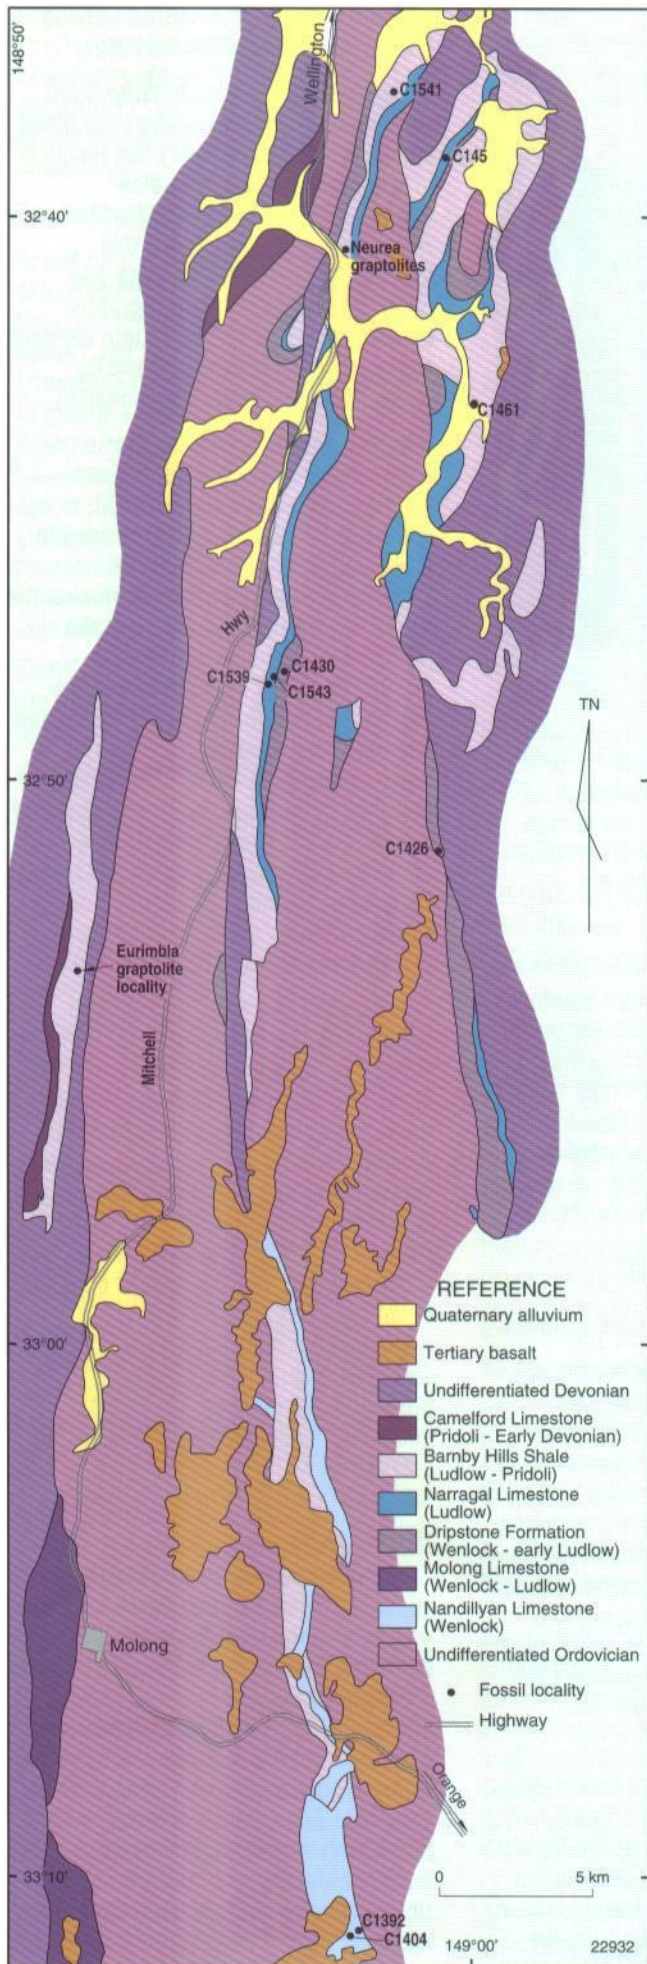 148°50'
Wellington
C1541
C145
32°40'
Neurea
graptolites
C1461
Hwy
C1430
C1539
C1543
TN
32°50'
C1426
Eurimbla
graptolite
locality
Mitchell
REFERENCE
Quaternary alluvium
33°00'
Tertiary basalt
Undifferentiated Devonian
Camelford Limestone
(Pridoli - Early Devonian)
Barnby Hills Shale
(Ludlow - Pridoli)
Narragal Limestone
(Ludlow)
Dripstone Formation
(Wenlock - early Ludlow)
Molong Limestone
(Wenlock - Ludlow)
Nandillyan Limestone
(Wenlock)
Undifferentiated Ordovician
Molong
Fossil locality
Highway
Orange
33°10'
0 5 km
C1392
C1404
149°00' 22932